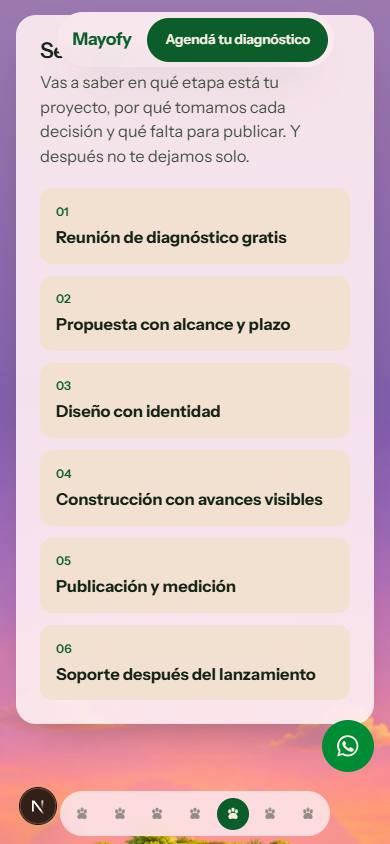 Mayofy
Agendá tu diagnóstico
Vas a saber en qué etapa está tu
proyecto, por qué tomamos cada
decisión y qué falta para publicar. Y
después no te dejamos solo.
01
Reunión de diagnóstico gratis
02
Propuesta con alcance y plazo
03
Diseño con identidad
04
Construcción con avances visibles
05
Publicación y medición
06
Soporte después del lanzamiento
N